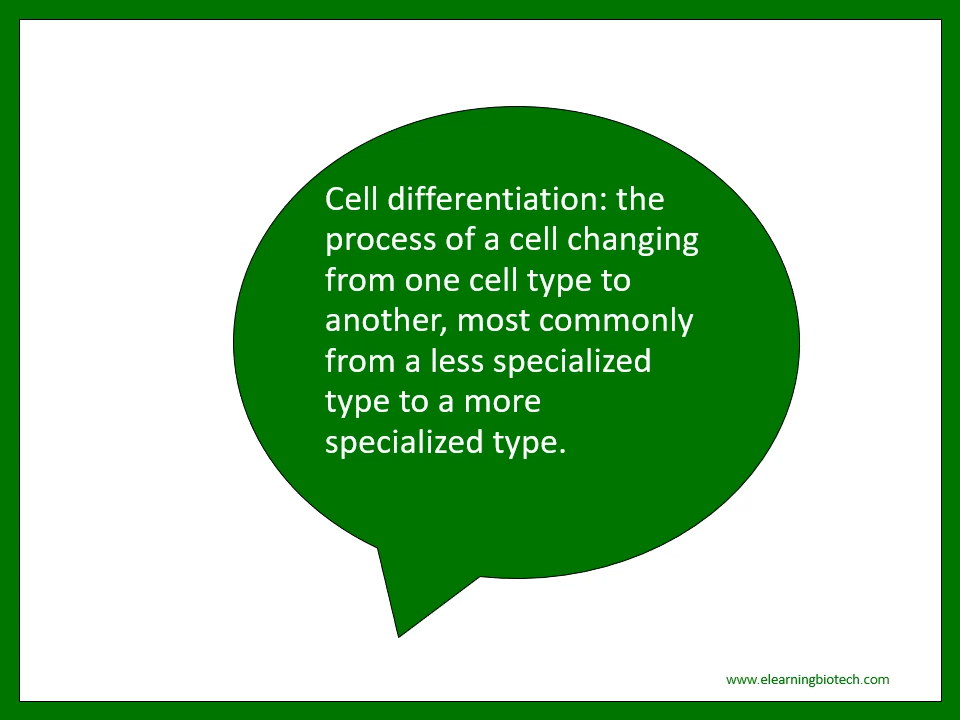 Cell differentiation: the
process of a cell changing
from one cell type to
another, most commonly
from a less specialized
type to a more
specialized type.
www.elearningbiotech.com